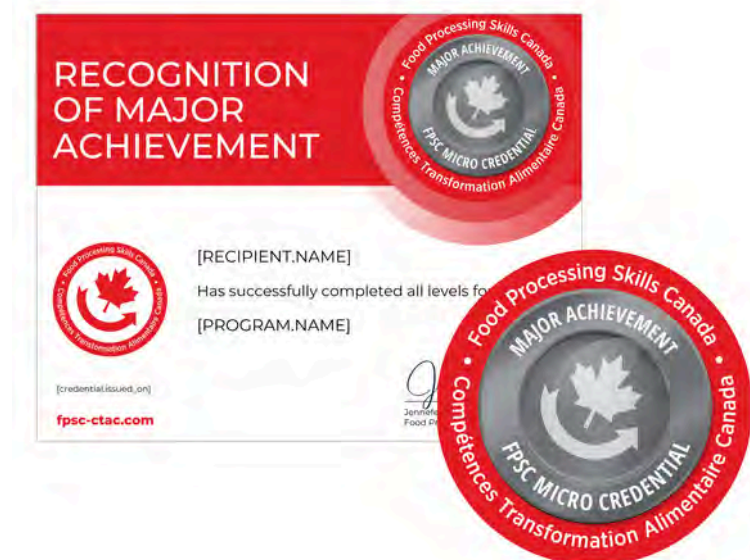 RECOGNITION
OF MAJOR
ACHIEVEMENT
Food Processing Skills Canada
MAJOR ACHIEVEMENT
FPSC MICRO CREDENTIAL
Compétences Transformation Alimentaire Canada
[RECIPIENT.NAME]
Has successfully completed all levels
[PROGRAM.NAME]
Food Processing Skills Canada
Compétences Transformation Alimentaire Canada
[credential.issued_on]
fpsc-ctac.com
Food
Food Processing Skills Canada
MAJOR ACHIEVEMENT
FPSC MICRO CREDENTIAL
Compétences Transformation Alimentaire Canada